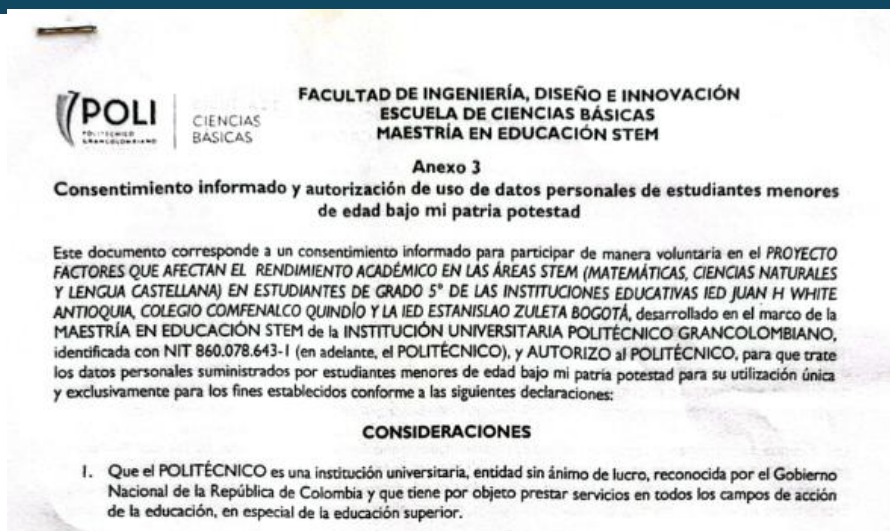 POLI
POLITÉCNICO
GRANCOLOMBIANO
CIENCIAS
BÁSICAS
FACULTAD DE INGENIERÍA, DISEÑO E INNOVACIÓN
ESCUELA DE CIENCIAS BÁSICAS
MAESTRÍA EN EDUCACIÓN STEM
Anexo 3
Consentimiento informado y autorización de uso de datos personales de estudiantes menores
de edad bajo mi patria potestad
Este documento corresponde a un consentimiento informado para participar de manera voluntaria en el PROYECTO
FACTORES QUE AFECTAN EL RENDIMIENTO ACADÉMICO EN LAS ÁREAS STEM (MATEMÁTICAS, CIENCIAS NATURALES
Y LENGUA CASTELLANA) EN ESTUDIANTES DE GRADO 5° DE LAS INSTITUCIONES EDUCATIVAS IED JUAN H WHITE
ANTIOQUIA, COLEGIO COMFENALCO QUINDÍO Y LA IED ESTANISLAO ZULETA BOGOTÁ, desarrollado en el marco de la
MAESTRÍA EN EDUCACIÓN STEM de la INSTITUCIÓN UNIVERSITARIA POLITÉCNICO GRANCOLOMBIANO,
identificada con NIT 860.078.643-1 (en adelante, el POLITÉCNICO), y AUTORIZO al POLITÉCNICO, para que trate
los datos personales suministrados por estudiantes menores de edad bajo mi patria potestad para su utilización única
y exclusivamente para los fines establecidos conforme a las siguientes declaraciones:
CONSIDERACIONES
1. Que el POLITÉCNICO es una institución universitaria, entidad sin ánimo de lucro, reconocida por el Gobierno
Nacional de la República de Colombia y que tiene por objeto prestar servicios en todos los campos de acción
de la educación, en especial de la educación superior.